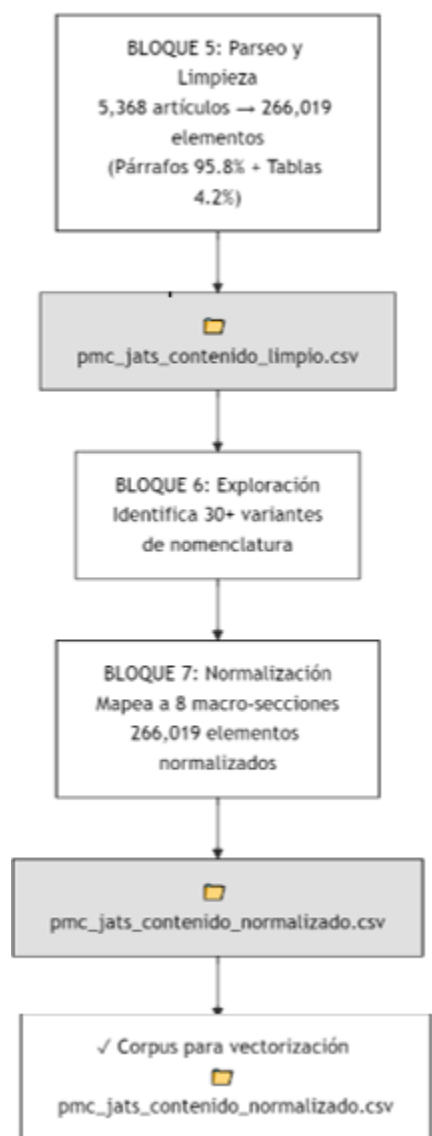 BLOQUE 5: Parseo y
Limpieza
5,368 artículos → 266,019
elementos
(Párrafos 95.8% + Tablas
4.2%)
pmc_jats_contenido_limpio.csv
BLOQUE 6: Exploración
Identifica 30+ variantes
de nomenclatura
BLOQUE 7: Normalización
Mapea a 8 macro-secciones
266,019 elementos
normalizados
pmc_jats_contenido_normalizado.csv
✓ Corpus para vectorización
pmc_jats_contenido_normalizado.csv